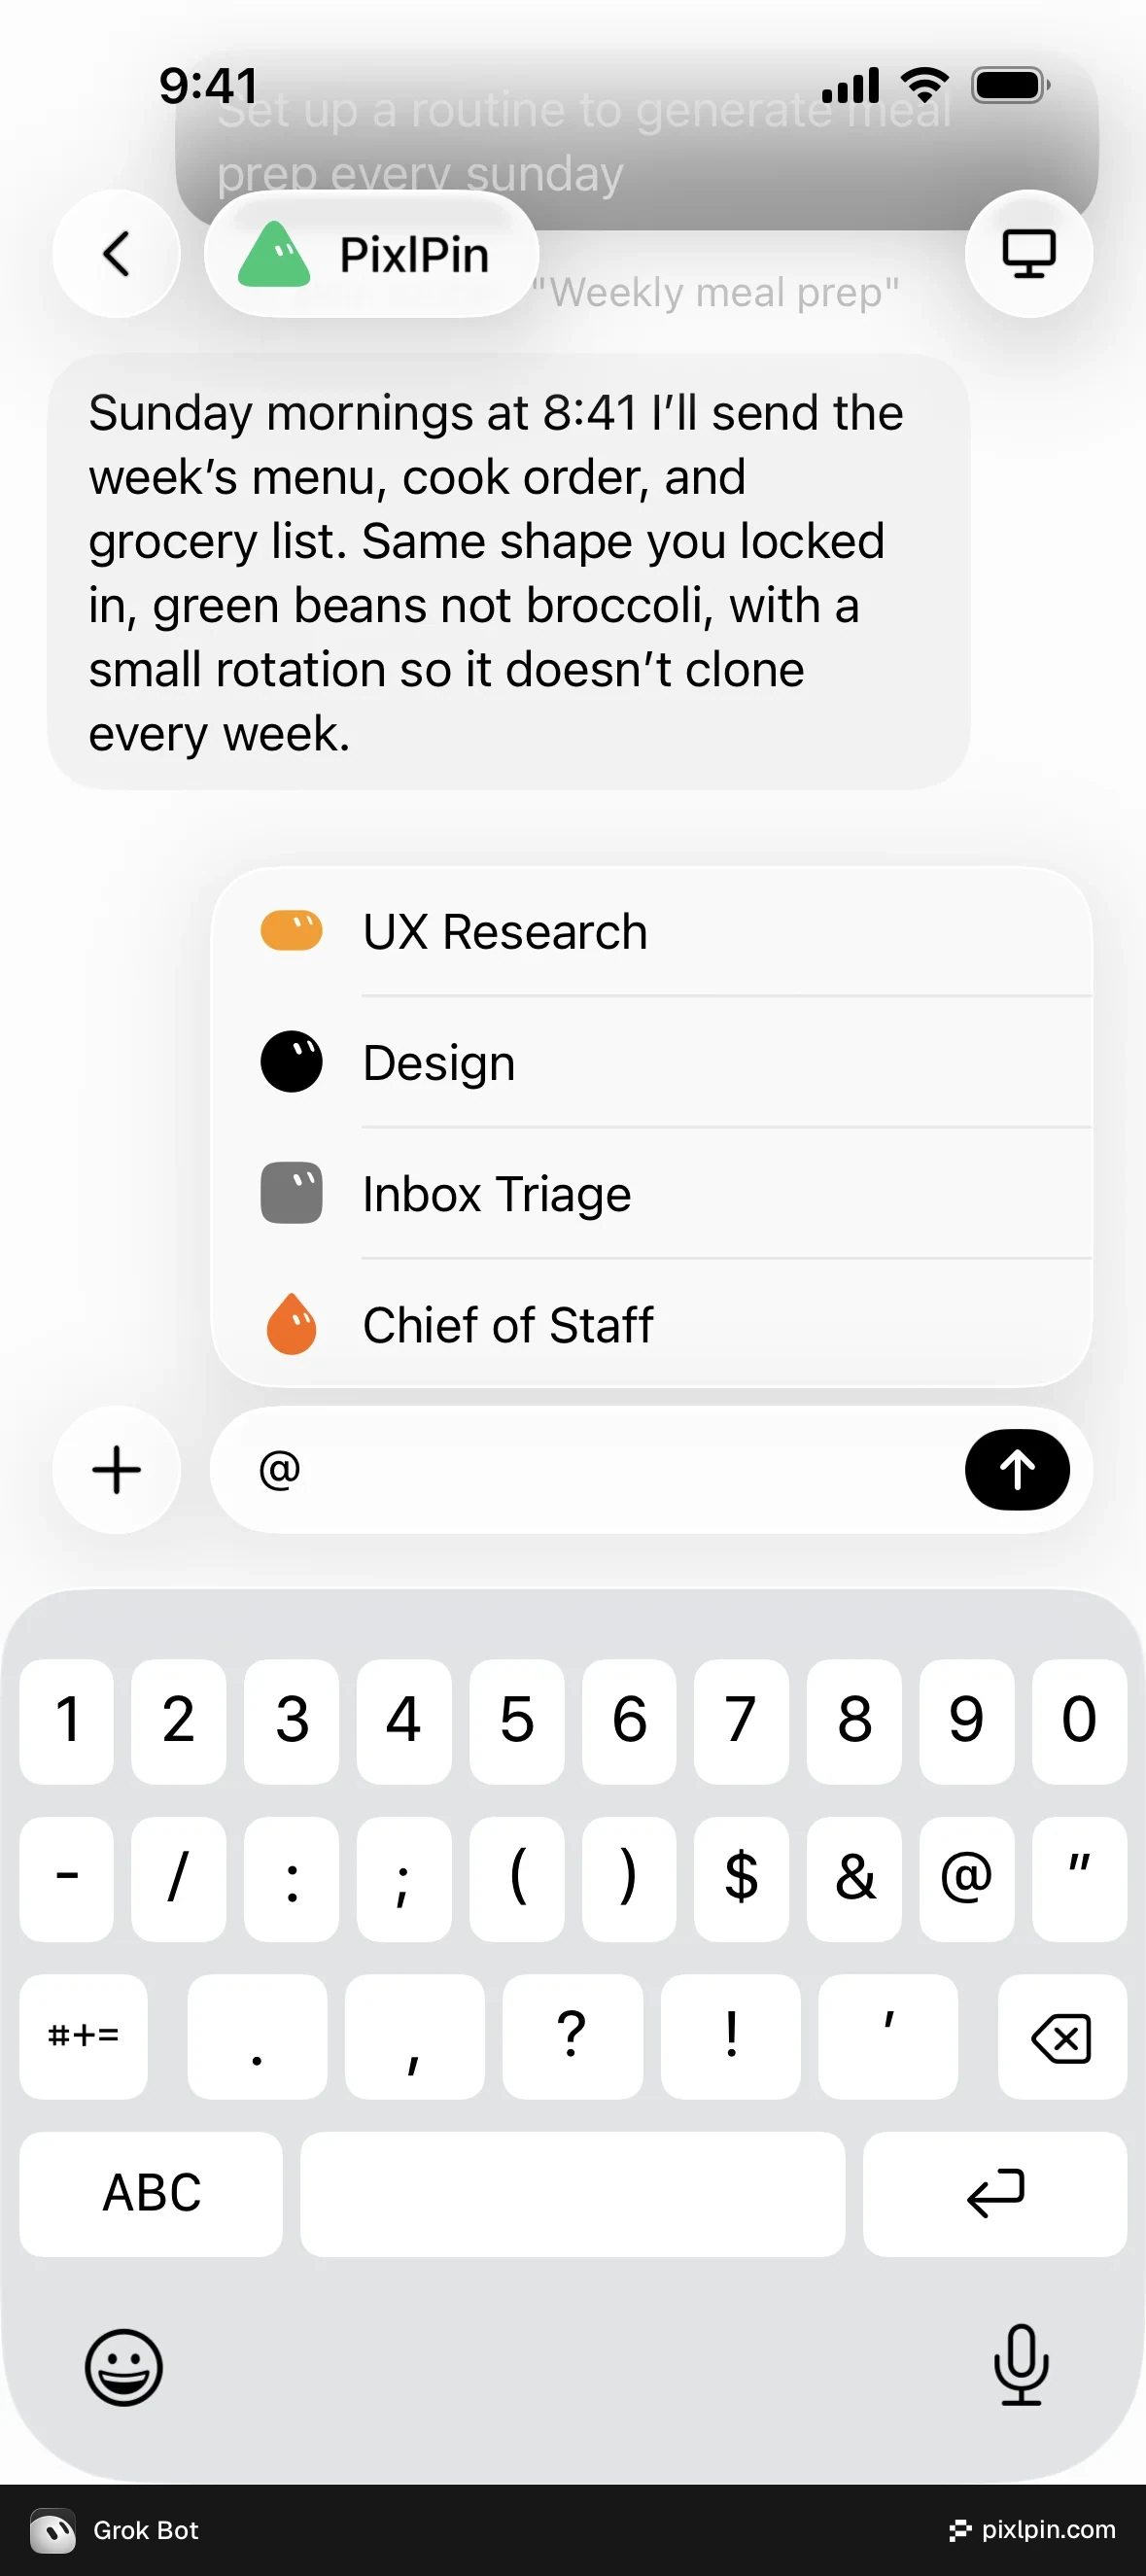 9:41
Set up a routine to generate meal
prep every sunday
PixlPin
"Weekly meal prep"
Sunday mornings at 8:41 I’ll send the
week’s menu, cook order, and
grocery list. Same shape you locked
in, green beans not broccoli, with a
small rotation so it doesn’t clone
every week.
UX Research
Design
Inbox Triage
Chief of Staff
@
1 2 3 4 5 6 7 8 9 0
- / : ; ( ) $ & @ "
#+= . , ? ! '
ABC
Grok Bot
pixlpin.com